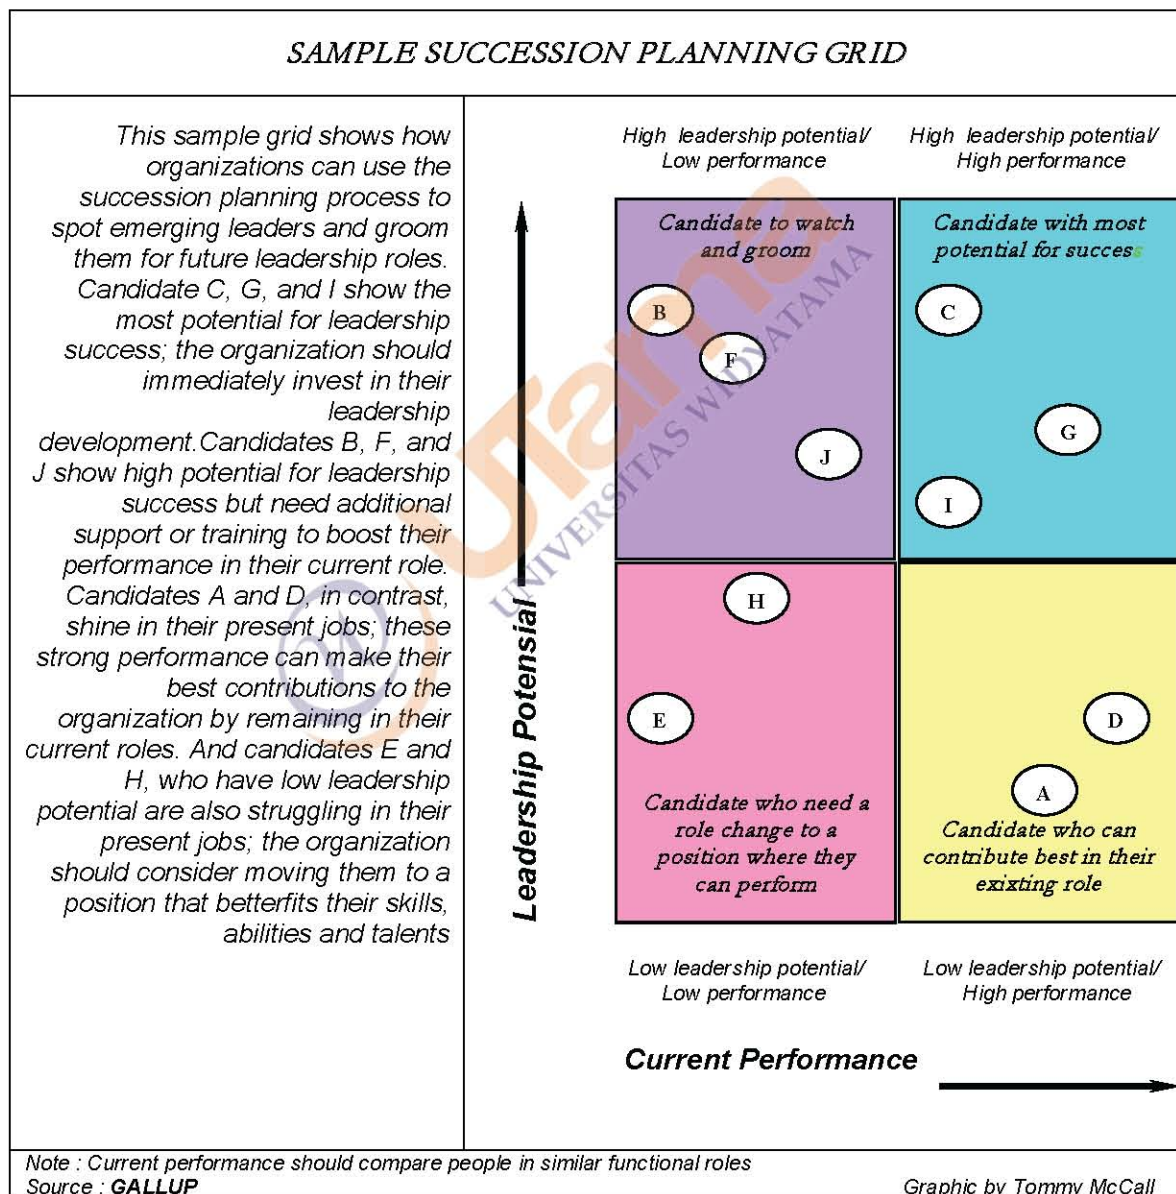 SAMPLE SUCCESSION PLANNING GRID
This sample grid shows how
organizations can use the
succession planning process to
spot emerging leaders and groom
them for future leadership roles.
Candidate C, G, and I show the
most potential for leadership
success; the organization should
immediately invest in their
leadership
development.Candidates B, F, and
J show high potential for leadership
success but need additional
support or training to boost their
performance in their current role.
Candidates A and D, in contrast,
shine in their present jobs; these
strong performance can make their
best contributions to the
organization by remaining in their
current roles. And candidates E and
H, who have low leadership
potential are also struggling in their
present jobs; the organization
should consider moving them to a
position that betterfits their skills,
abilities and talents
Leadership Potensial
High leadership potential/
Low performance
High leadership potential/
High performance
Candidate to watch
and groom
B
F
J
Candidate with most
potential for success
C
G
I
H
E
Candidate who need a
role change to a
position where they
can perform
D
A
Candidate who can
contribute best in their
exixting role
Low leadership potential/
Low performance
Low leadership potential/
High performance
Current Performance
Utama
UNIVERSITAS WIDYATAMA
Note : Current performance should compare people in similar functional roles
Source : GALLUP
Graphic by Tommy McCall